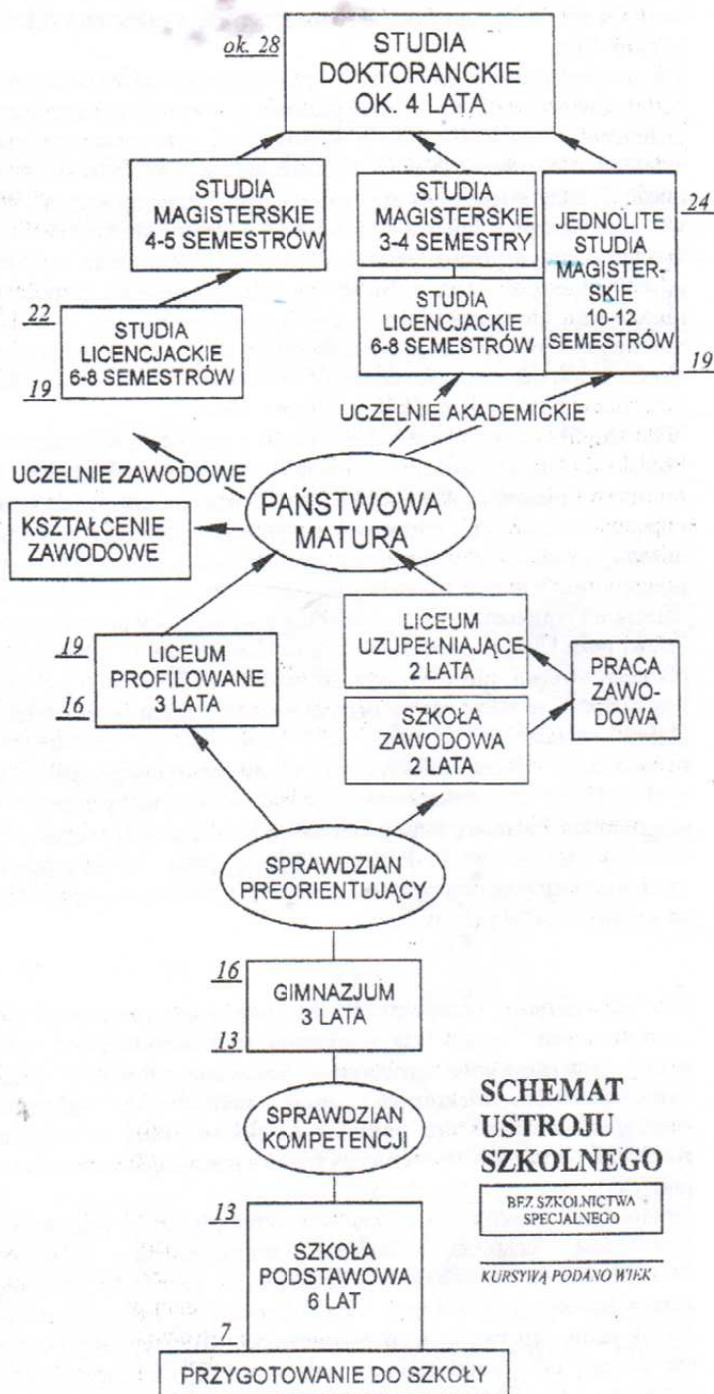 ok. 28
STUDIA
DOKTORANCKIE
OK. 4 LATA
STUDIA
MAGISTERSKIE
4-5 SEMESTRÓW
STUDIA
MAGISTERSKIE
3-4 SEMESTRY
24
JEDNOLITE
STUDIA
MAGISTER-
SKIE
10-12
SEMESTRÓW
19
22
STUDIA
LICENCJACKIE
6-8 SEMESTRÓW
19
STUDIA
LICENCJACKIE
6-8 SEMESTRÓW
UCZELNIE AKADEMICKIE
UCZELNIE ZAWODOWE
KSZTAŁCENIE
ZAWODOWE
PAŃSTWOWA
MATURA
19
LICEUM
PROFILOWANE
3 LATA
16
LICEUM
UZUPEŁNIAJĄCE
2 LATA
PRACA
ZAWO-
DOWA
SZKOŁA
ZAWODOWA
2 LATA
SPRAWDZIAN
PREORIENTUJĄCY
16
GIMNAZJUM
3 LATA
13
SPRAWDZIAN
KOMPETENCJI
SCHEMAT
USTROJU
SZKOLNEGO
BEZ SZKOLNICTWA
SPECJALNEGO
KURSYWĄ PODANO WIEK
13
SZKOŁA
PODSTAWOWA
6 LAT
7
PRZYGOTOWANIE DO SZKOŁY